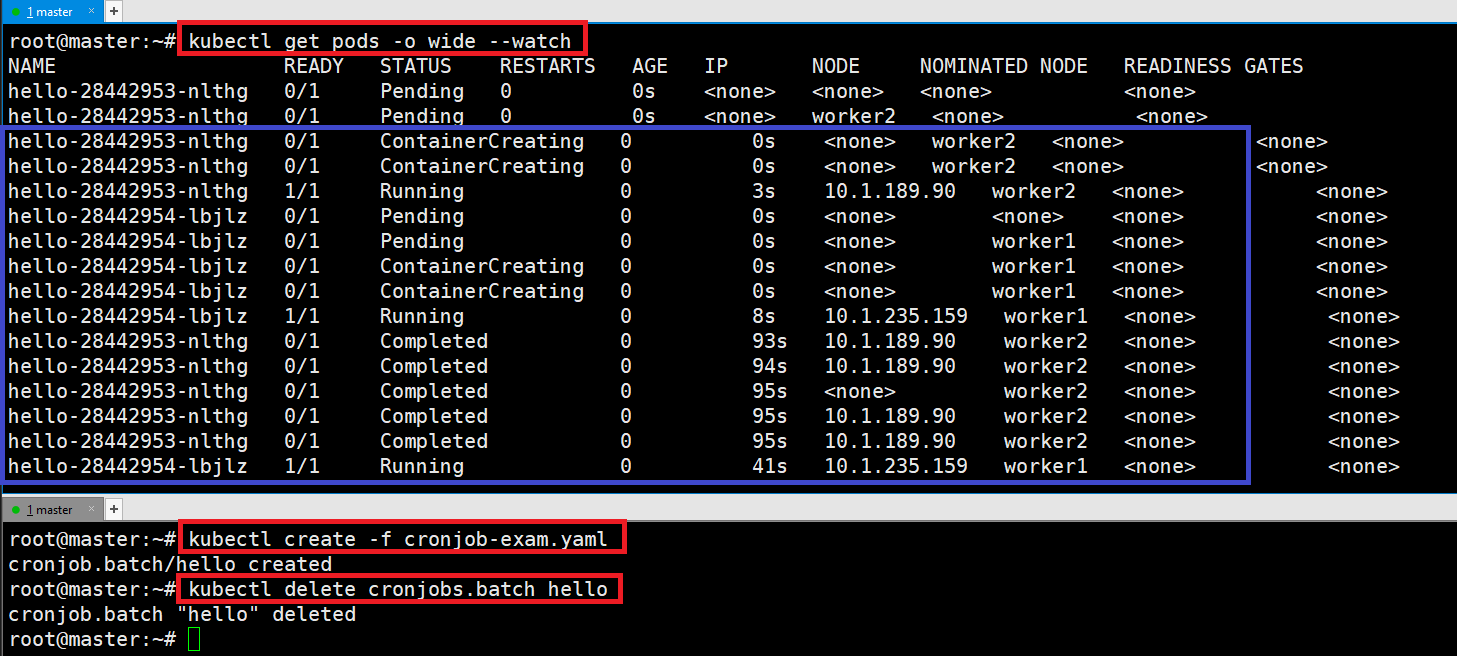 1 master × +
root@master:~# kubectl get pods -o wide --watch
NAME READY STATUS RESTARTS AGE IP NODE NOMINATED NODE READINESS GATES
hello-28442953-nlthg 0/1 Pending 0 0s <none> <none> <none> <none>
hello-28442953-nlthg 0/1 Pending 0 0s <none> worker2 <none> <none>
hello-28442953-nlthg 0/1 ContainerCreating 0 0s <none> worker2 <none> <none>
hello-28442953-nlthg 0/1 ContainerCreating 0 0s <none> worker2 <none> <none>
hello-28442953-nlthg 1/1 Running 0 3s 10.1.189.90 worker2 <none> <none>
hello-28442954-lbjlz 0/1 Pending 0 0s <none> <none> <none> <none>
hello-28442954-lbjlz 0/1 Pending 0 0s <none> worker1 <none> <none>
hello-28442954-lbjlz 0/1 ContainerCreating 0 0s <none> worker1 <none> <none>
hello-28442954-lbjlz 0/1 ContainerCreating 0 0s <none> worker1 <none> <none>
hello-28442954-lbjlz 1/1 Running 0 8s 10.1.235.159 worker1 <none> <none>
hello-28442953-nlthg 0/1 Completed 0 93s 10.1.189.90 worker2 <none> <none>
hello-28442953-nlthg 0/1 Completed 0 94s 10.1.189.90 worker2 <none> <none>
hello-28442953-nlthg 0/1 Completed 0 95s <none> worker2 <none> <none>
hello-28442953-nlthg 0/1 Completed 0 95s 10.1.189.90 worker2 <none> <none>
hello-28442953-nlthg 0/1 Completed 0 95s 10.1.189.90 worker2 <none> <none>
hello-28442954-lbjlz 1/1 Running 0 41s 10.1.235.159 worker1 <none> <none>
1 master × +
root@master:~# kubectl create -f cronjob-exam.yaml
cronjob.batch/hello created
root@master:~# kubectl delete cronjobs.batch hello
cronjob.batch "hello" deleted
root@master:~#